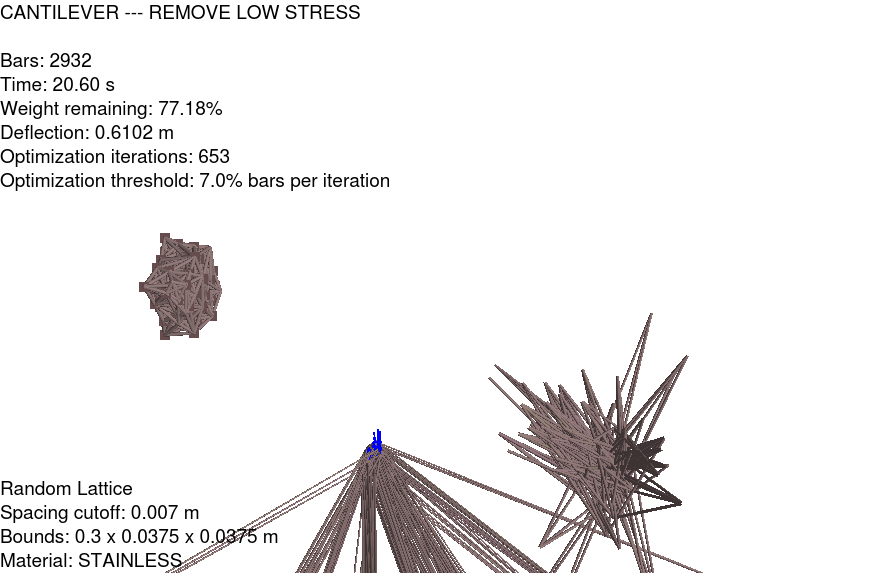 CANTILEVER --- REMOVE LOW STRESS
Bars: 2932
Time: 20.60 s
Weight remaining: 77.18%
Deflection: 0.6102 m
Optimization iterations: 653
Optimization threshold: 7.0% bars per iteration
Random Lattice
Spacing cutoff: 0.007 m
Bounds: 0.3 x 0.0375 x 0.0375 m
Material: STAINLESS